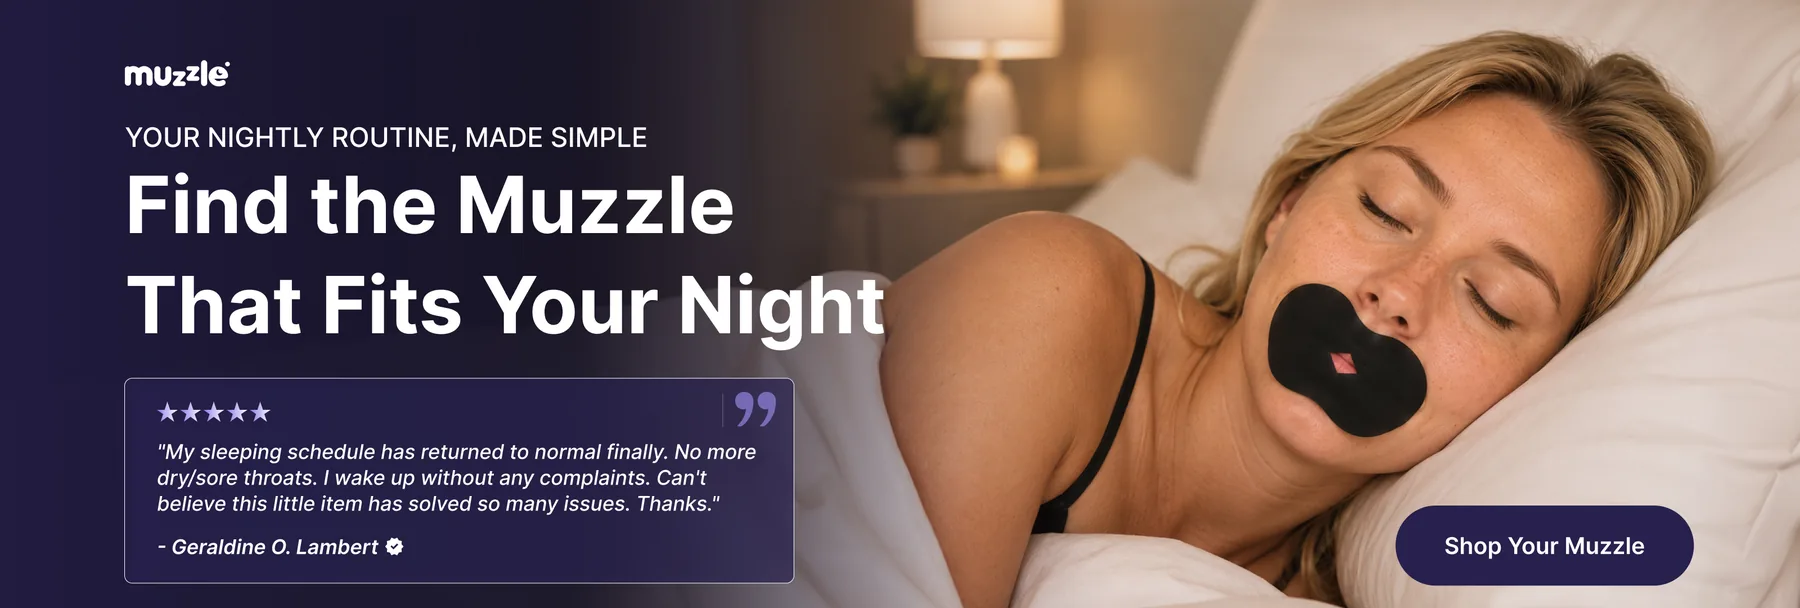 muzzle
YOUR NIGHTLY ROUTINE, MADE SIMPLE
Find the Muzzle
That Fits Your Night
"My sleeping schedule has returned to normal finally. No more
dry/sore throats. I wake up without any complaints. Can't
believe this little item has solved so many issues. Thanks."
- Geraldine O. Lambert
Shop Your Muzzle